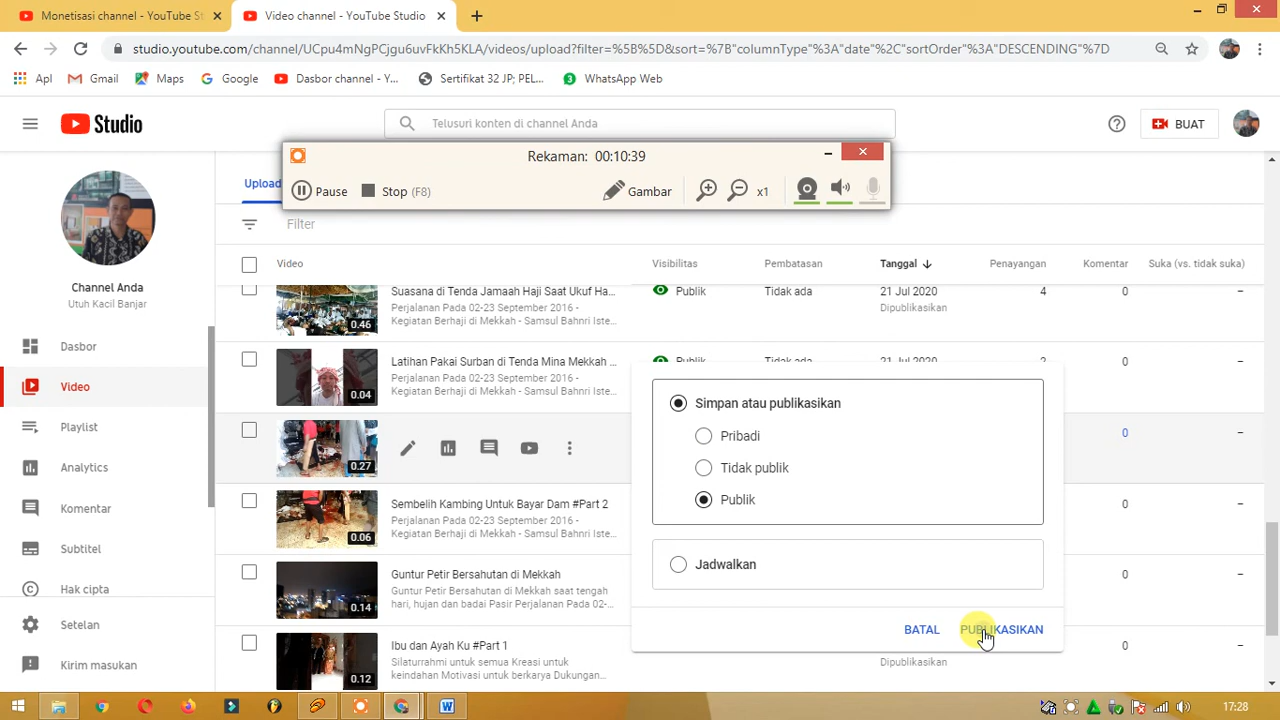 Monetisasi channel - YouTube St
Video channel - YouTube Studio
studio.youtube.com/channel/UCpu4mNgPCjgu6uvFkKh5KLA/videos/upload?filter=%5B%5D&sort=%7B"columnType"%3A"date"%2C"sortOrder"%3A"DESCENDING"%7D
Apl
Gmail
Maps
Google
Dasbor channel - Y...
Sertifikat 32 JP; PEL...
3
WhatsApp Web
Studio
Telusuri konten di channel Anda
BUAT
Rekaman: 00:10:39
Pause
Stop (F8)
Gambar
x1
Upload
Filter
Channel Anda
Utuh Kacil Banjar
Dasbor
Video
Playlist
Analytics
Komentar
Subtitel
Hak cipta
Setelan
Kirim masukan
Video
Visibilitas
Pembatasan
Tanggal
Penayangan
Komentar
Suka (vs. tidak suka)
0.46
Suasana di Tenda Jamaah Haji Saat Ukuf Ha...
Perjalanan Pada 02-23 September 2016 -
Kegiatan Berhaji di Mekkah - Samsul Bahnri Iste...
Publik
Tidak ada
21 Jul 2020
Dipublikasikan
4
0
–
0.04
Latihan Pakai Surban di Tenda Mina Mekkah ...
Perjalanan Pada 02-23 September 2016 -
Kegiatan Berhaji di Mekkah - Samsul Bahnri Iste...
Publik
Tidak ada
21 Jul 2020
2
0
–
0.27
0
–
0.06
Sembelih Kambing Untuk Bayar Dam #Part 2
Perjalanan Pada 02-23 September 2016 -
Kegiatan Berhaji di Mekkah - Samsul Bahnri Iste...
0
–
0.14
Guntur Petir Bersahutan di Mekkah
Guntur Petir Bersahutan di Mekkah saat tengah
hari, hujan dan badai Pasir Perjalanan Pada 02-...
0
–
0.12
Ibu dan Ayah Ku #Part 1
Silaturrahmi untuk semua Kreasi untuk
keindahan Motivasi untuk berkarya Dukungan...
Dipublikasikan
0
–
Simpan atau publikasikan
Pribadi
Tidak publik
Publik
Jadwalkan
BATAL
PUBLIKASIKAN
17:28